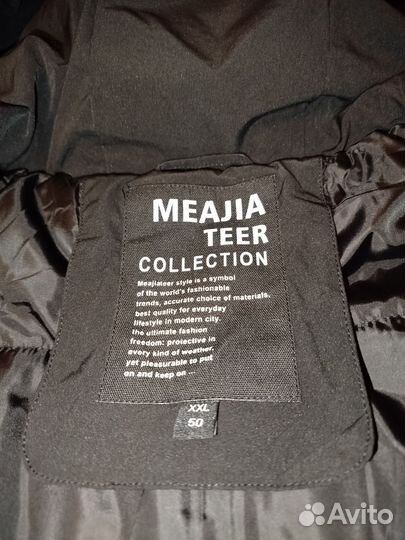 MEAJIA
TEER
COLLECTION
Meajiateer style is a symbol
of the world's fashionable
trends, accurate choice of materials.
best quality for everyday
lifestyle in modern city.
the ultimate fashion
freedom: protective in
every kind of weather,
yet pleasurable to put
on and keep on ...
XXL
50
Avito